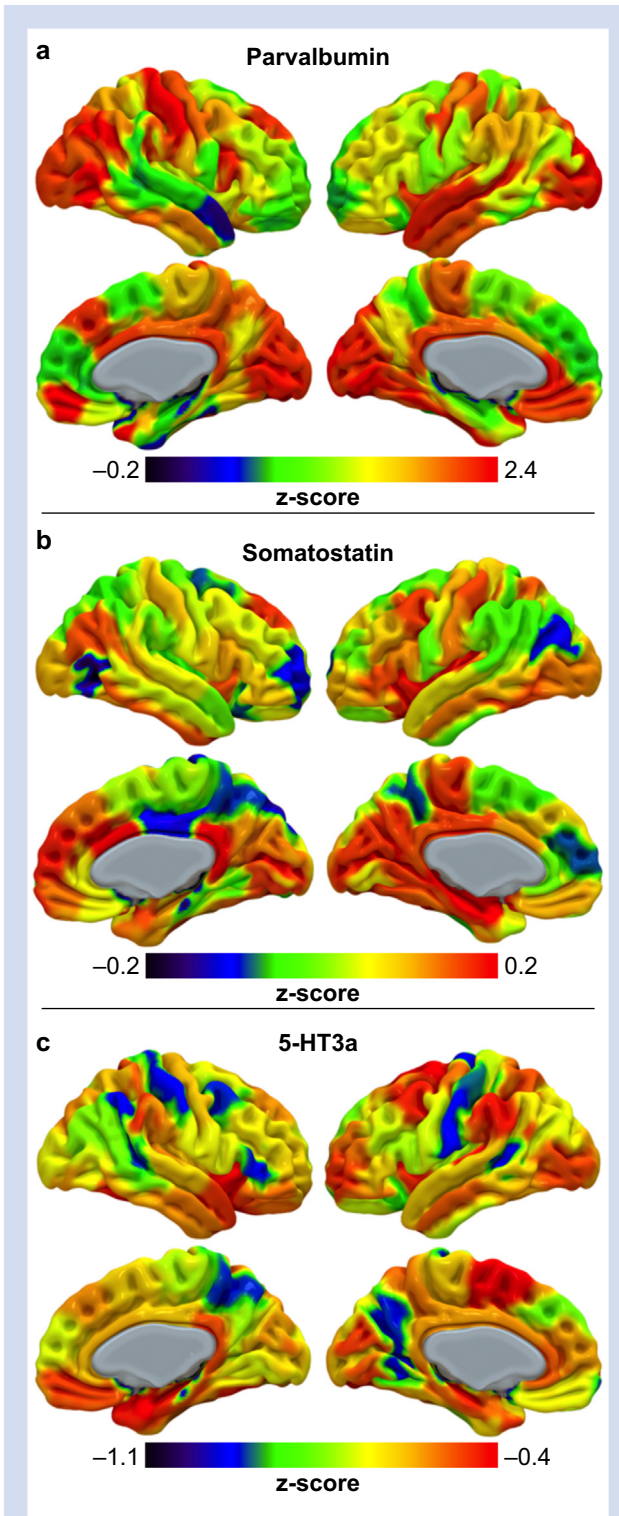 a
Parvalbumin
–0.2 2.4
z-score
b
Somatostatin
–0.2 0.2
z-score
c
5-HT3a
–1.1 –0.4
z-score